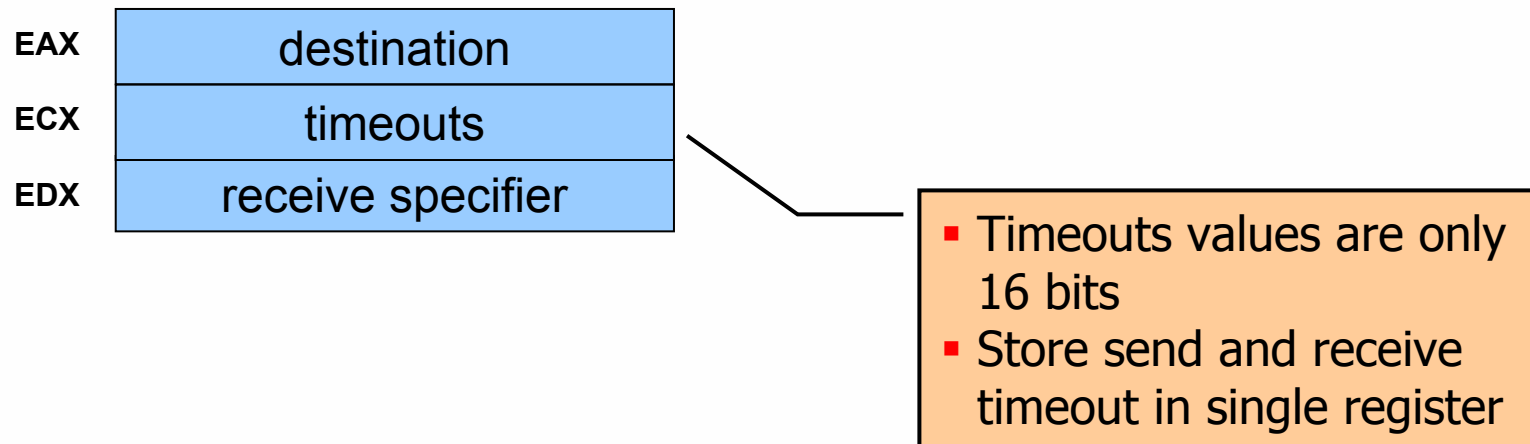 EAX destination
ECX timeouts
EDX receive specifier
▪ Timeouts values are only
16 bits
▪ Store send and receive
timeout in single register